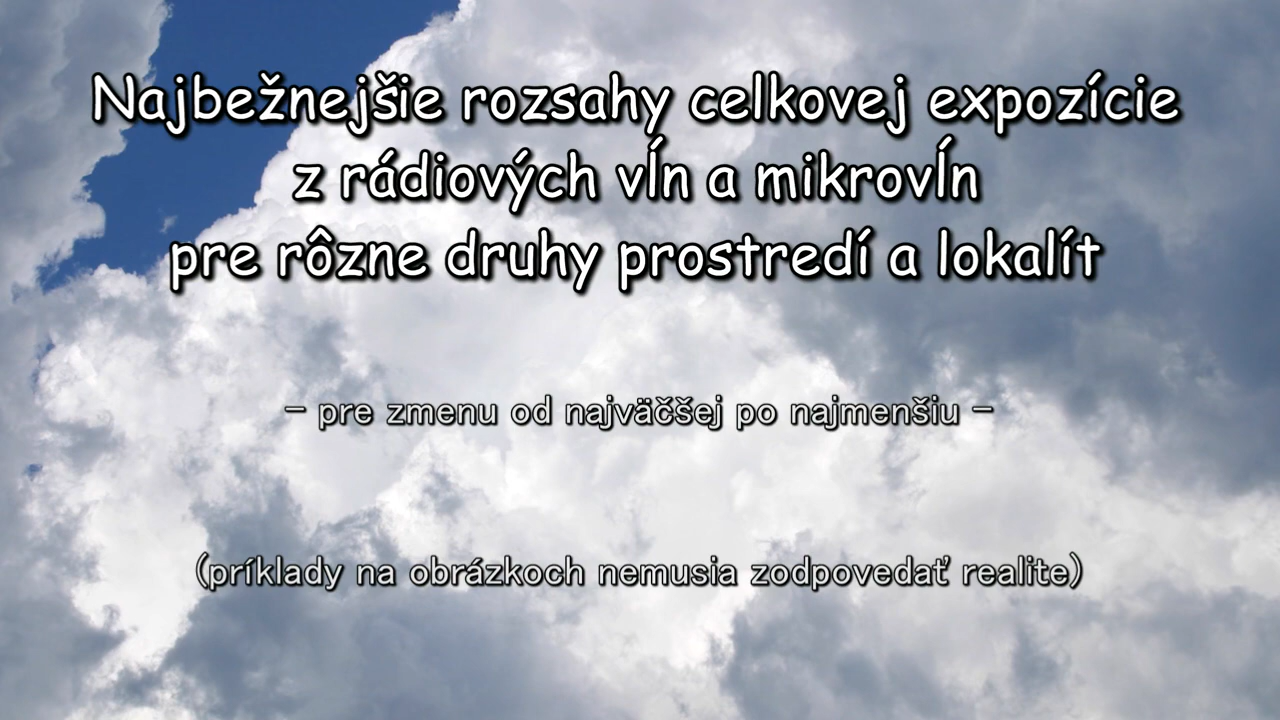 Najbežnejšie rozsahy celkovej expozície
z rádiových vĺn a mikrovĺn
pre rôzne druhy prostredí a lokalít
- pre zmenu od najväčšej po najmenšiu -
(príklady na obrázkoch nemusia zodpovedať realite)